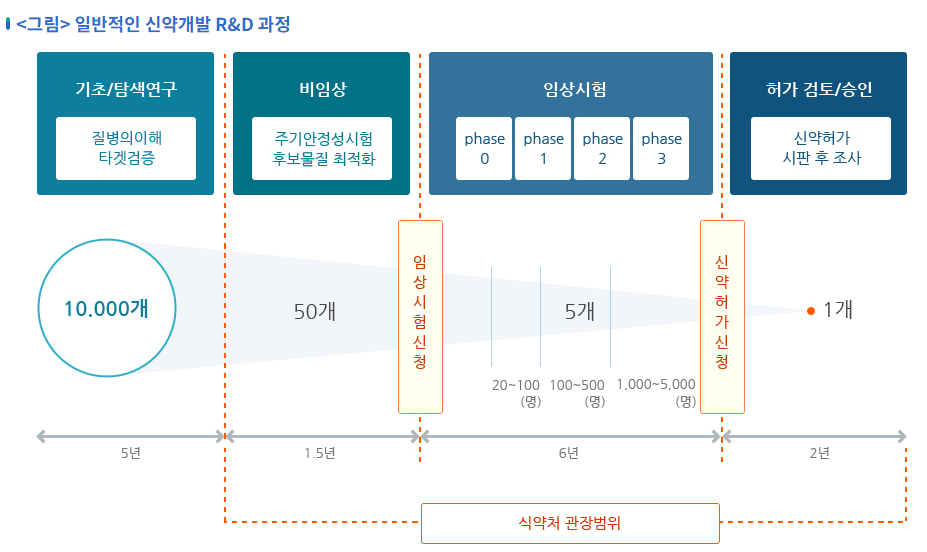 <그림> 일반적인 신약개발 R&D 과정
기초/탐색연구
질병의이해
타겟검증
비임상
주기안정성시험
후보물질 최적화
임상시험
phase
0
phase
1
phase
2
phase
3
허가 검토/승인
신약허가
시판 후 조사
10.000개
50개
임상시험신청
5개
신약허가신청
1개
20~100
(명)
100~500
(명)
1,000~5,000
(명)
5년
1.5년
6년
2년
식약처 관장범위